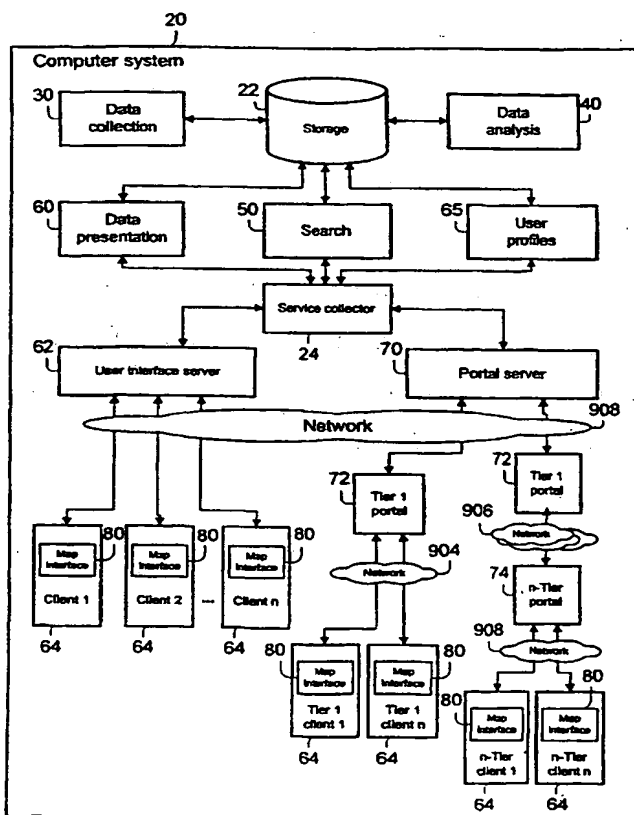 20
Computer system
30
Data
collection
22
Storage
Data
analysis
40
60
Data
presentation
50
Search
65
User
profiles
Service collector
24
62
User interface server
70
Portal server
Network
908
72
Tier 1
portal
72
Tier 1
portal
906
Network
904
Network
74
n-Tier
portal
908
Network
80
Map
Interface
Client 1
64
80
Map
Interface
Client 2
64
...
80
Map
Interface
Client n
64
80
Map
Interface
Tier 1
client 1
64
80
Map
Interface
Tier 1
client n
64
80
Map
Interface
n-Tier
client 1
64
80
Map
Interface
n-Tier
client n
64